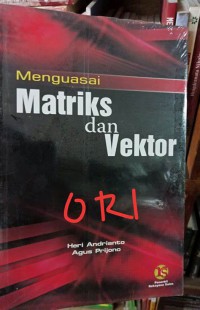 Menguasai
Matriks
dan
Vektor
ORI
Heri Andrianto
Agus Prijono